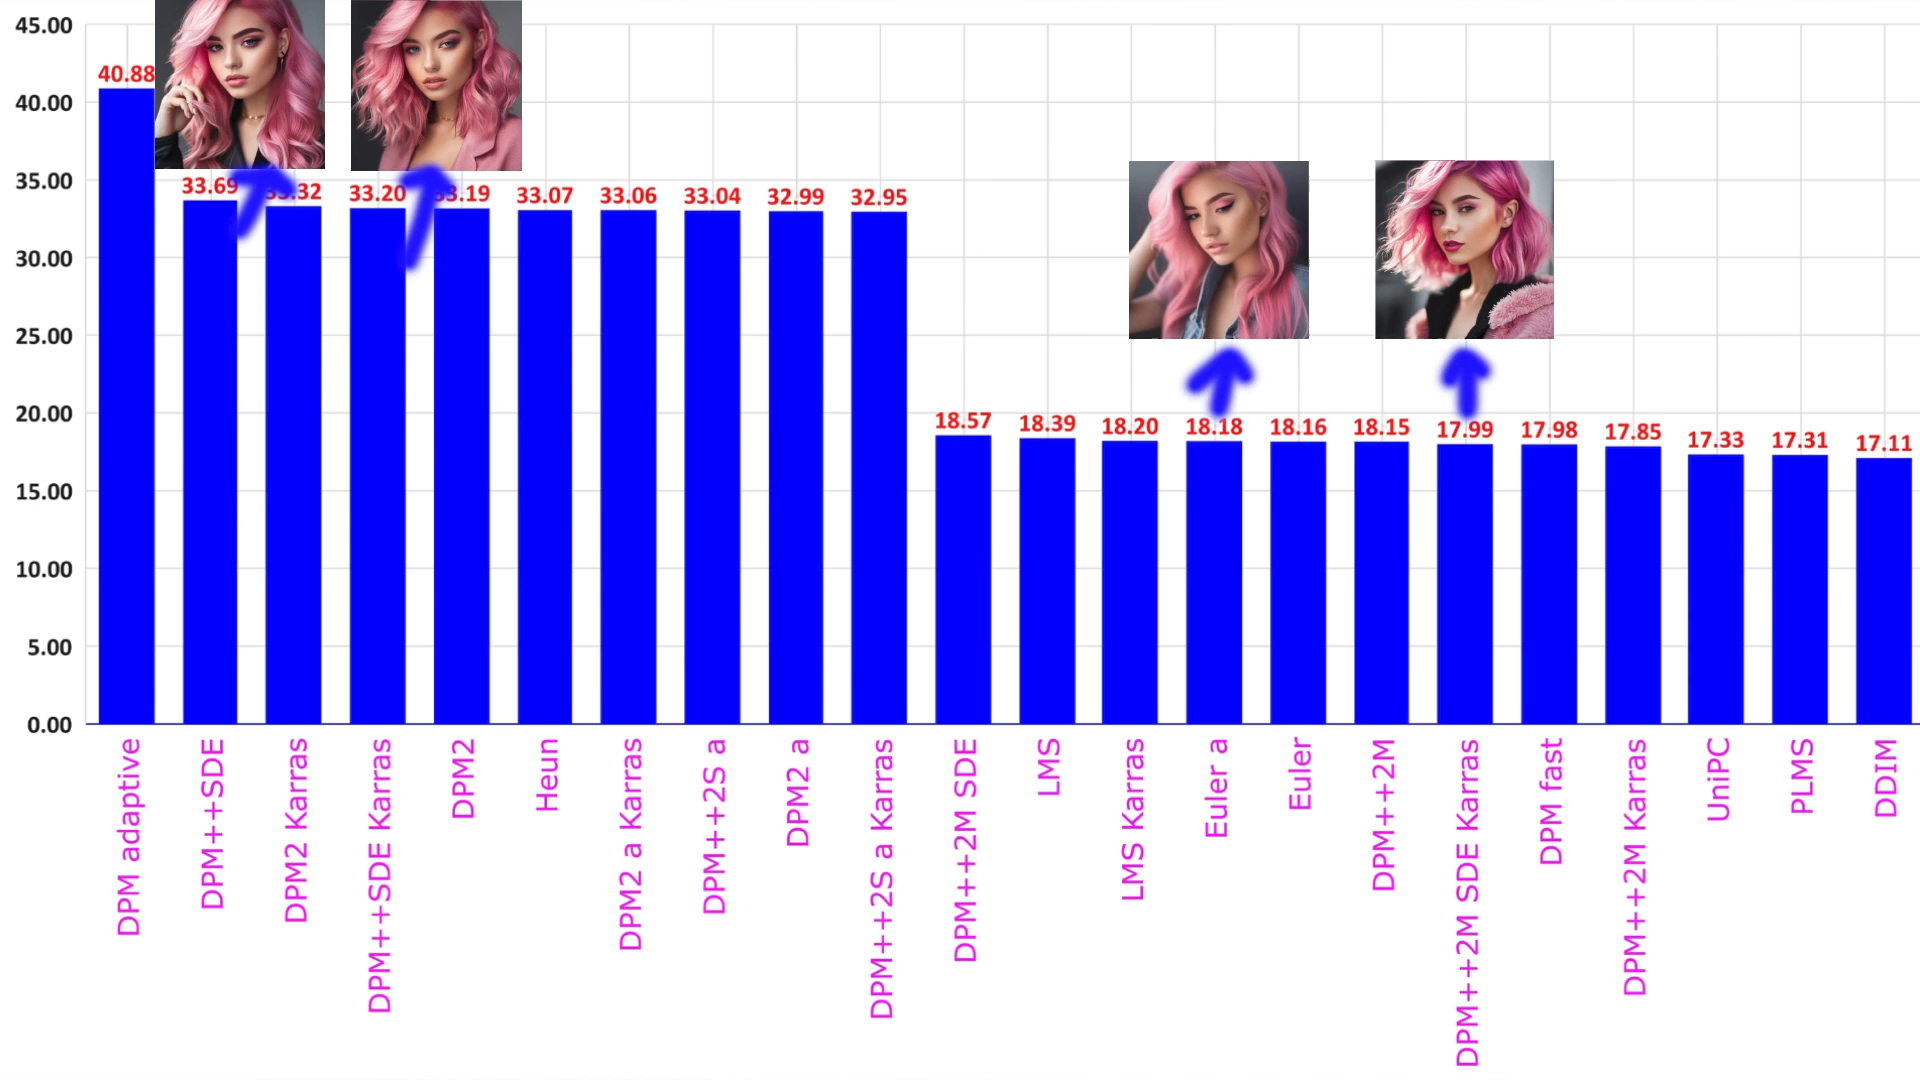 45.00
40.00
35.00
30.00
25.00
20.00
15.00
10.00
5.00
0.00
40.88
33.69
33.20
33.07
33.06
33.04
32.99
32.95
18.57
18.39
18.20
18.18
18.16
18.15
17.99
17.98
17.85
17.33
17.31
17.11
DPM adaptive
DPM++SDE
DPM2 Karras
DPM++SDE Karras
DPM2
Heun
DPM2 a Karras
DPM++2S a
DPM2 a
DPM++2S a Karras
DPM++2M SDE
LMS
LMS Karras
Euler a
Euler
DPM++2M
DPM++2M SDE Karras
DPM fast
DPM++2M Karras
UniPC
PLMS
DDIM